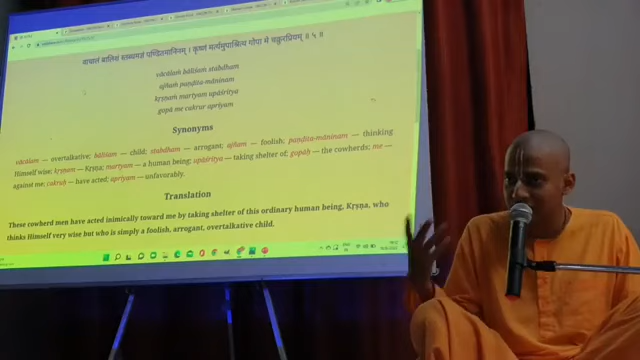 वाचालं बालिशं स्तब्धमज्ञं पण्डितमानिनम् । कृष्णं मर्त्यमुपाश्रित्य गोपा मे चक्रुरप्रियम् ॥ ५ ॥
vācālaṁ bāliśaṁ stabdham
ajñaṁ paṇḍita-māninam
kṛṣṇaṁ martyam upāśritya
gopā me cakrur apriyam
Synonyms
vācālam — overtalkative; bāliśam — child; stabdham — arrogant; ajñam — foolish; paṇḍita-māninam — thinking
Himself wise; kṛṣṇam — Kṛṣṇa; martyam — a human being; upāśritya — taking shelter of; gopāḥ — the cowherds; me —
against me; cakruḥ — have acted; apriyam — unfavorably.
Translation
These cowherd men have acted inimically toward me by taking shelter of this ordinary human being, Kṛṣṇa, who
thinks Himself very wise but who is simply a foolish, arrogant, overtalkative child.